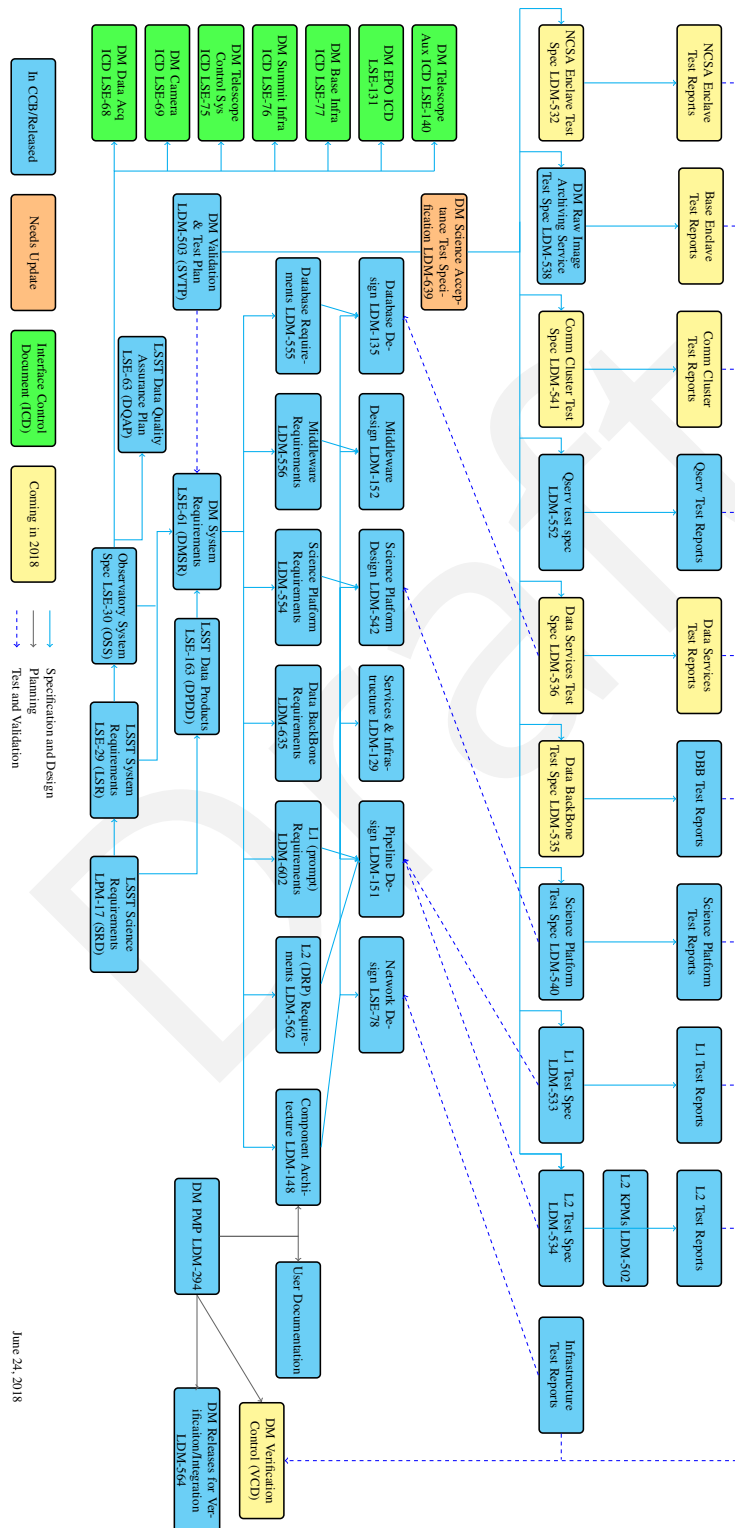 NCSA Enclave
Test Reports
Base Enclave
Test Reports
Comm Cluster
Test Reports
Qserv Test Reports
Data Services
Test Reports
DBB Test Reports
Science Platform
Test Reports
L1 Test Reports
L2 Test Reports
L2 KPMs LDM-502
NCSA Enclave Test
Spec LDM-532
DM Raw Image
Archiving Service
Test Spec LDM-538
Comm Cluster Test
Spec LDM-541
Qserv test spec
LDM-552
Data Services Test
Spec LDM-536
Data BackBone
Test Spec LDM-535
Science Platform
Test Spec LDM-540
L1 Test Spec
LDM-533
L2 Test Spec
LDM-534
Infrastructure
Test Reports
DM Telescope
Aux ICD LSE-140
DM Science Accep-
tance Test Speci-
fication LDM-639
DM EPO ICD
LSE-131
Database De-
sign LDM-135
Middleware
Design LDM-152
Science Platform
Design LDM-542
Services & Infras-
tructure LDM-129
Pipeline De-
sign LDM-151
Network De-
sign LSE-78
DM Base Infra
ICD LSE-77
Database Require-
ments LDM-555
Middleware
Requirements
LDM-556
Science Platform
Requirements
LDM-554
Data BackBone
Requirements
LDM-635
L1 (prompt)
Requirements
LDM-602
L2 (DRP) Require-
ments LDM-562
Component Archi-
tecture LDM-148
User Documentation
DM Summit Infra
ICD LSE-76
DM Verification
Control (VCD)
DM Telescope
Control Sys
ICD LSE-75
DM Validation
& Test Plan
LDM-503 (SVTP)
DM System
Requirements
LSE-61 (DMSR)
LSST Data Products
LSE-163 (DPDD)
DM PMP LDM-294
DM Releases for Ver-
ificaiton/Integration
LDM-564
DM Camera
ICD LSE-69
LSST Data Quality
Assurance Plan
LSE-63 (DQAP)
DM Data Acq
ICD LSE-68
Observatory System
Spec LSE-30 (OSS)
LSST System
Requirements
LSE-29 (LSR)
LSST Science
Requirements
LPM-17 (SRD)
In CCB/Released
Needs Update
Interface Control
Document (ICD)
Coming in 2018
Specification and Design
Planning
Test and Validation
June 24, 2018
Draft